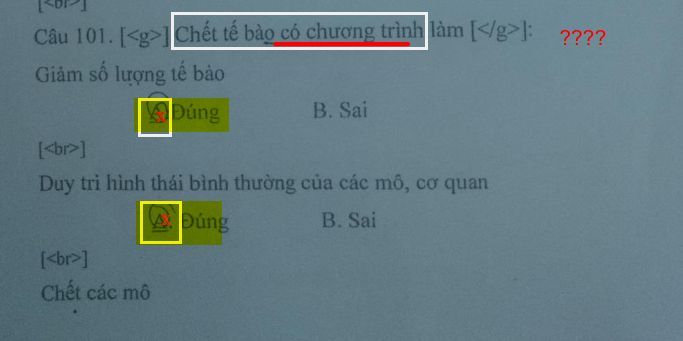 [<br>]
Câu 101. [<g>] Chết tế bào có chương trình làm [</g>]: ????
Giảm số lượng tế bào
A. Đúng B. Sai
[<br>]
Duy trì hình thái bình thường của các mô, cơ quan
A. Đúng B. Sai
[<br>]
Chết các mô